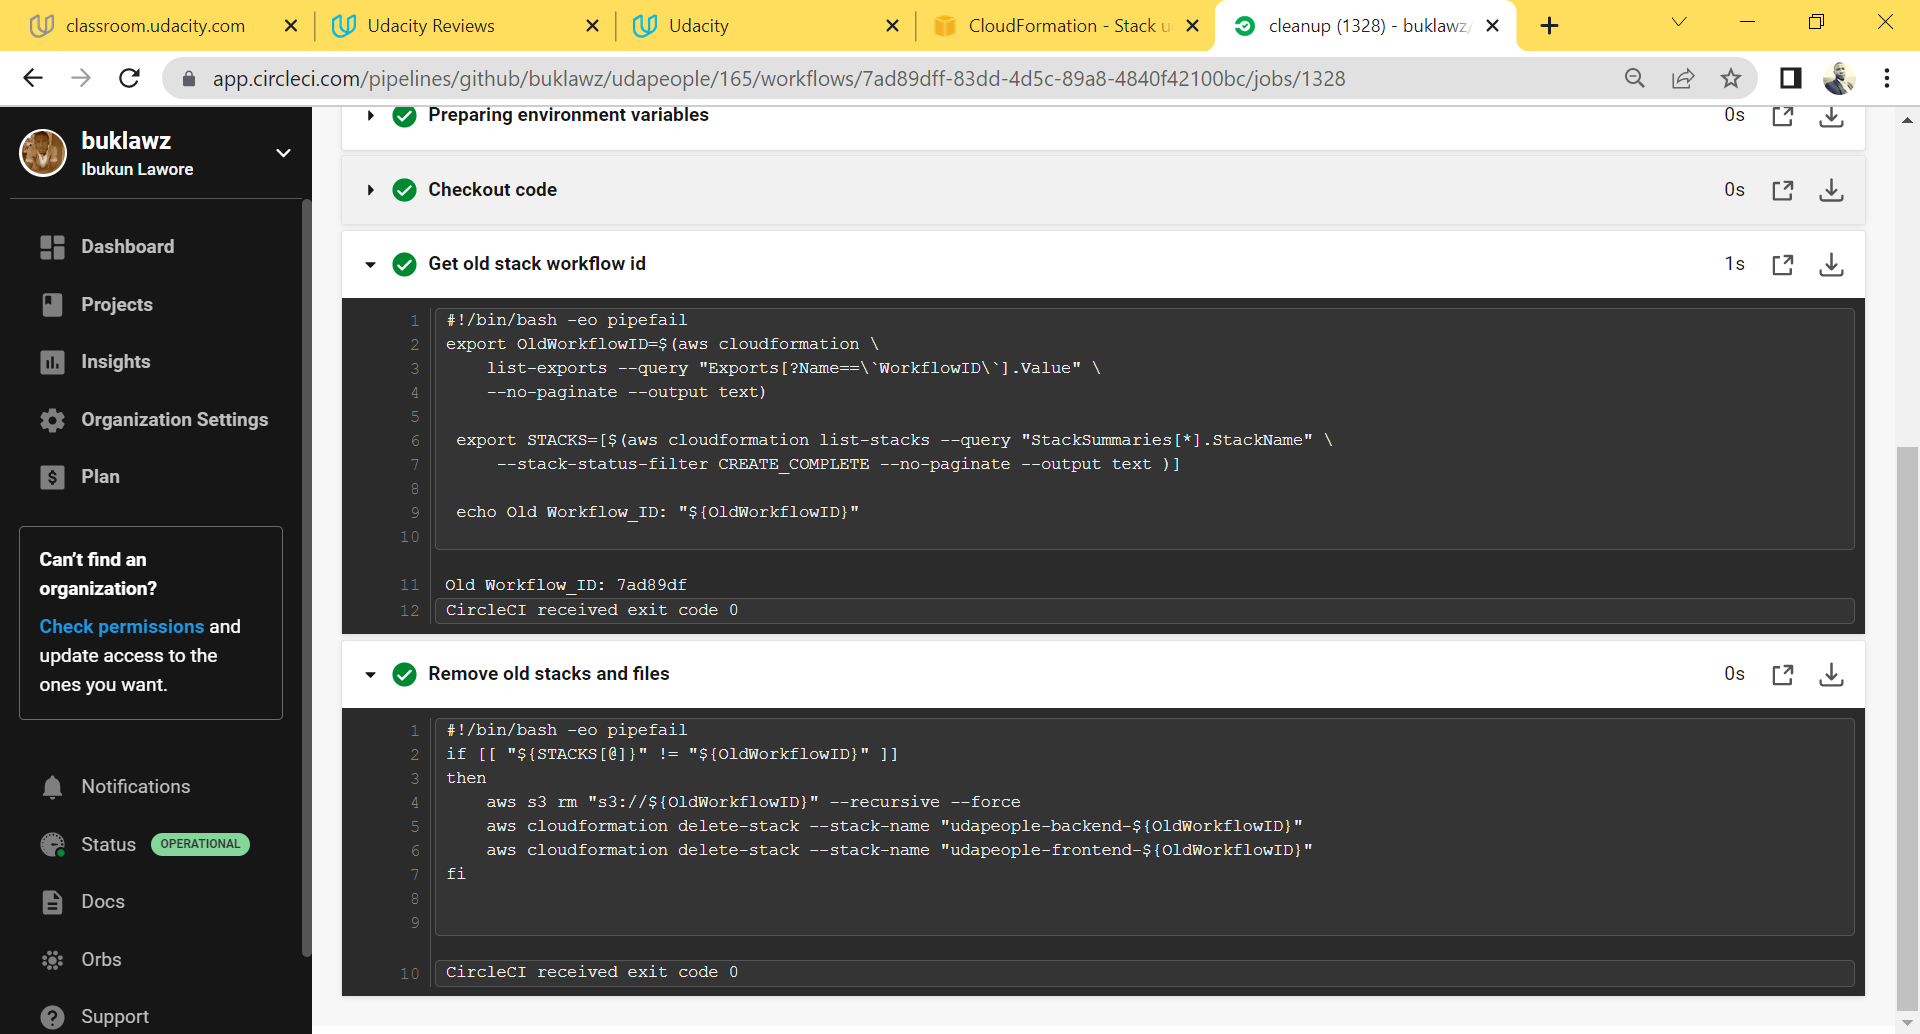 classroom.udacity.com
Udacity Reviews
Udacity
CloudFormation - Stack u
cleanup (1328) - buklawz/
app.circleci.com/pipelines/github/buklawz/udapeople/165/workflows/7ad89dff-83dd-4d5c-89a8-4840f42100bc/jobs/1328
buklawz
Ibukun Lawore
Dashboard
Projects
Insights
Organization Settings
Plan
Can't find an
organization?
Check permissions and
update access to the
ones you want.
Notifications
Status OPERATIONAL
Docs
Orbs
Support
Preparing environment variables 0s
Checkout code 0s
Get old stack workflow id 1s
1 #!/bin/bash -eo pipefail
2 export OldWorkflowID=$(aws cloudformation \
3 list-exports --query "Exports[?Name==\`WorkflowID\`].Value" \
4 --no-paginate --output text)
5
6 export STACKS=[$(aws cloudformation list-stacks --query "StackSummaries[*].StackName" \
7 --stack-status-filter CREATE_COMPLETE --no-paginate --output text )]
8
9 echo Old Workflow_ID: "${OldWorkflowID}"
10
11 Old Workflow_ID: 7ad89df
12 CircleCI received exit code 0
Remove old stacks and files 0s
1 #!/bin/bash -eo pipefail
2 if [[ "${STACKS[@]}" != "${OldWorkflowID}" ]]
3 then
4 aws s3 rm "s3://${OldWorkflowID}" --recursive --force
5 aws cloudformation delete-stack --stack-name "udapeople-backend-${OldWorkflowID}"
6 aws cloudformation delete-stack --stack-name "udapeople-frontend-${OldWorkflowID}"
7 fi
8
9
10 CircleCI received exit code 0